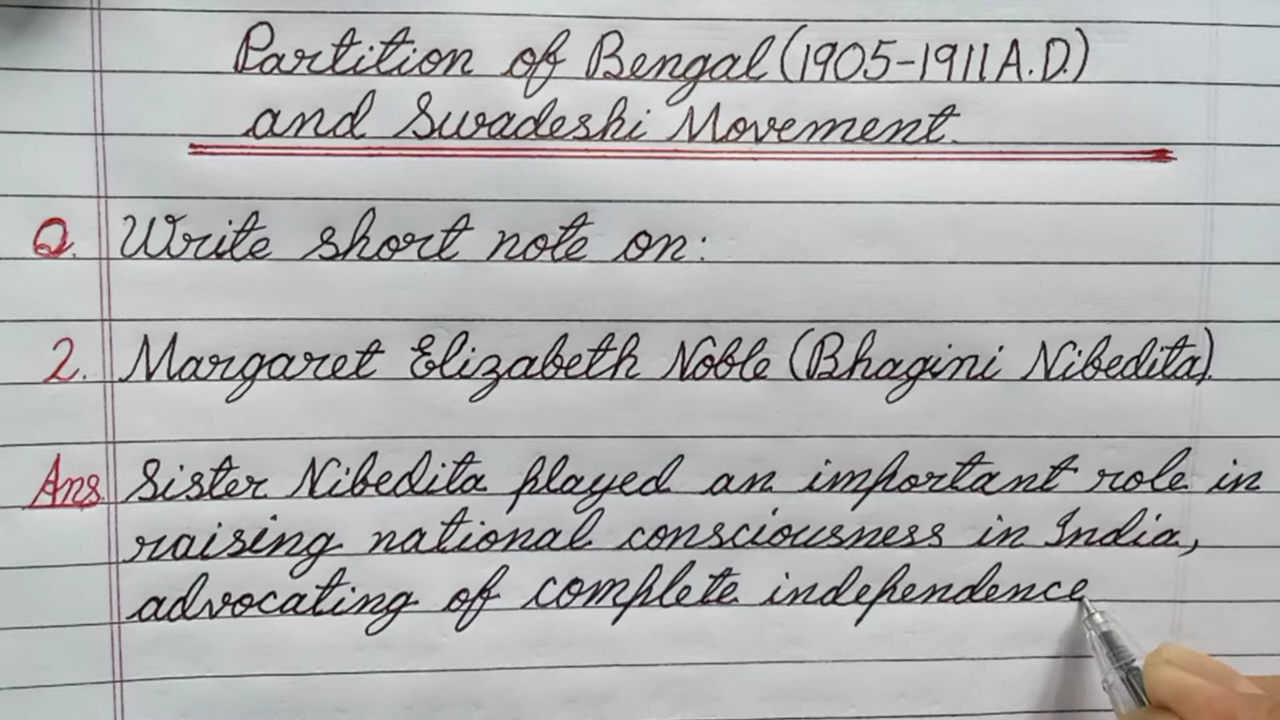 Partition of Bengal (1905-1911 A.D.)
and Swadeshi Movement.
Q. Write short note on:
2. Margaret Elizabeth Noble (Bhagini Nibedita).
Ans. Sister Nibedita played an important role in
raising national consciousness in India,
advocating of complete independence